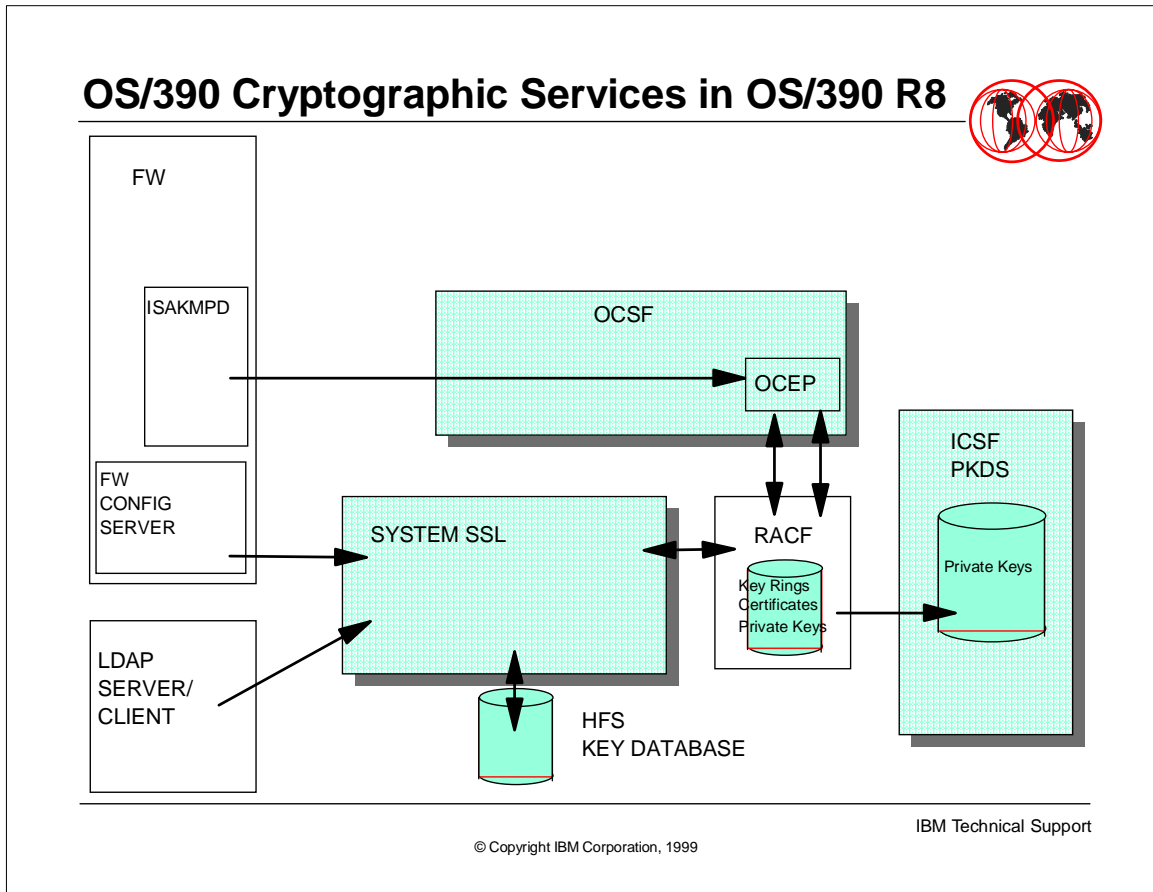 OS/390 Cryptographic Services in OS/390 R8
FW
ISAKMPD
FW
CONFIG
SERVER
LDAP
SERVER/
CLIENT
OCSF
OCEP
SYSTEM SSL
HFS
KEY DATABASE
RACF
Key Rings
Certificates
Private Keys
ICSF
PKDS
Private Keys
IBM Technical Support
© Copyright IBM Corporation, 1999